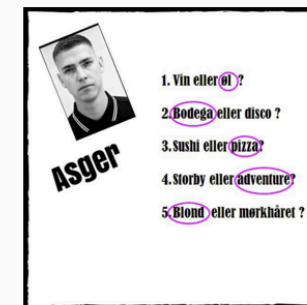 1. Vin eller øl ?
2. Bodega eller disco ?
3. Sushi eller pizza?
4. Storby eller adventure?
5. Blond eller mørkhåret ?
Asger